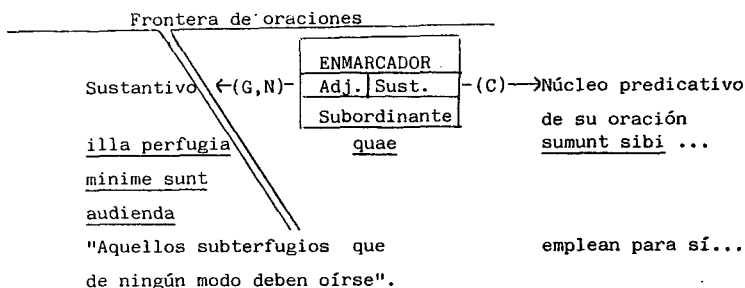 Frontera de oraciones
ENMARCADOR
Sustantivo ←(G,N)- Adj. Sust. -(C)→Núcleo predicativo
Subordinante de su oración
illa perfugia quae sumunt sibi ...
minime sunt
audienda
"Aquellos subterfugios que emplean para sí...
de ningún modo deben oírse".